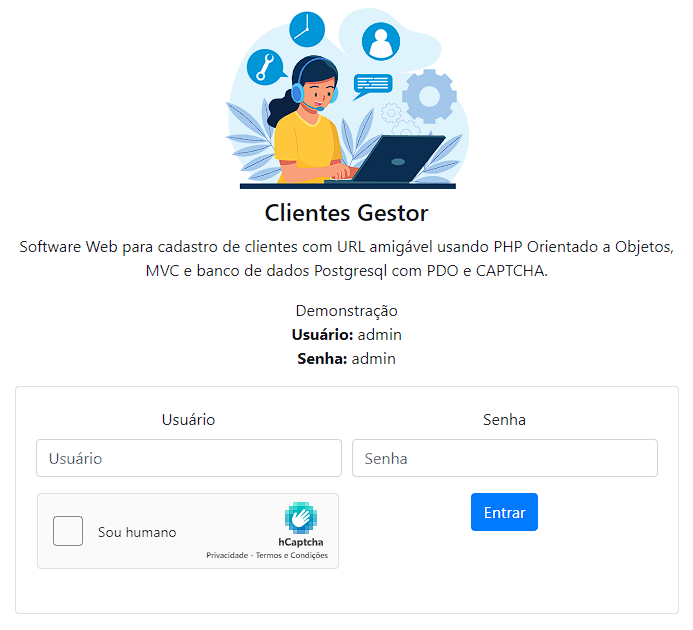 Clientes Gestor
Software Web para cadastro de clientes com URL amigável usando PHP Orientado a Objetos,
MVC e banco de dados Postgresql com PDO e CAPTCHA.
Demonstração
Usuário: admin
Senha: admin
Usuário
Senha
Usuário
Senha
Sou humano
hCaptcha
Privacidade - Termos e Condições
Entrar